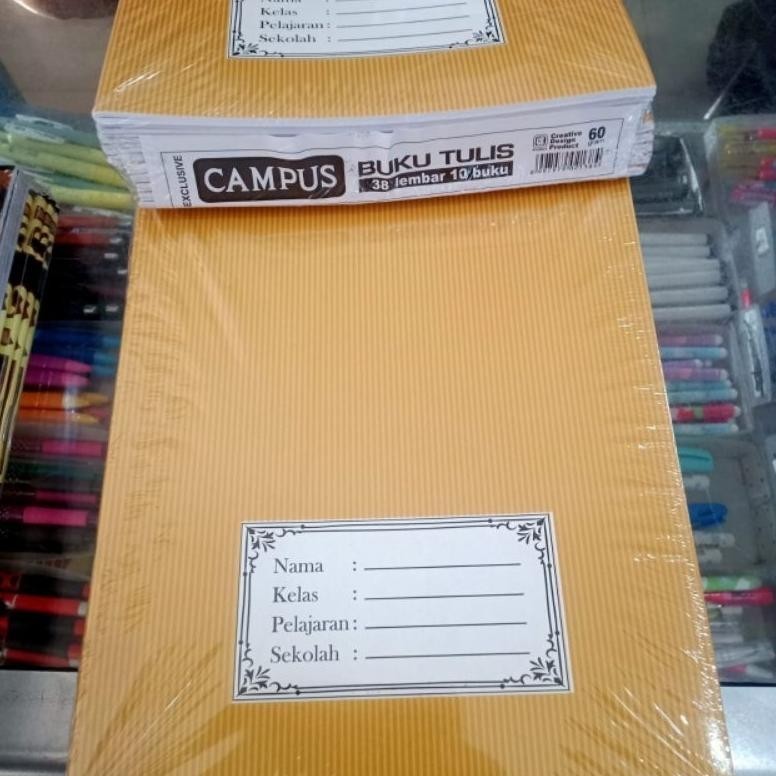 Nama :
Kelas :
Pelajaran :
Sekolah :
EXCLUSIVE
CAMPUS
BUKU TULIS
38 lembar 10 buku
Creative
Design
Product
60
gram
Nama :
Kelas :
Pelajaran :
Sekolah :